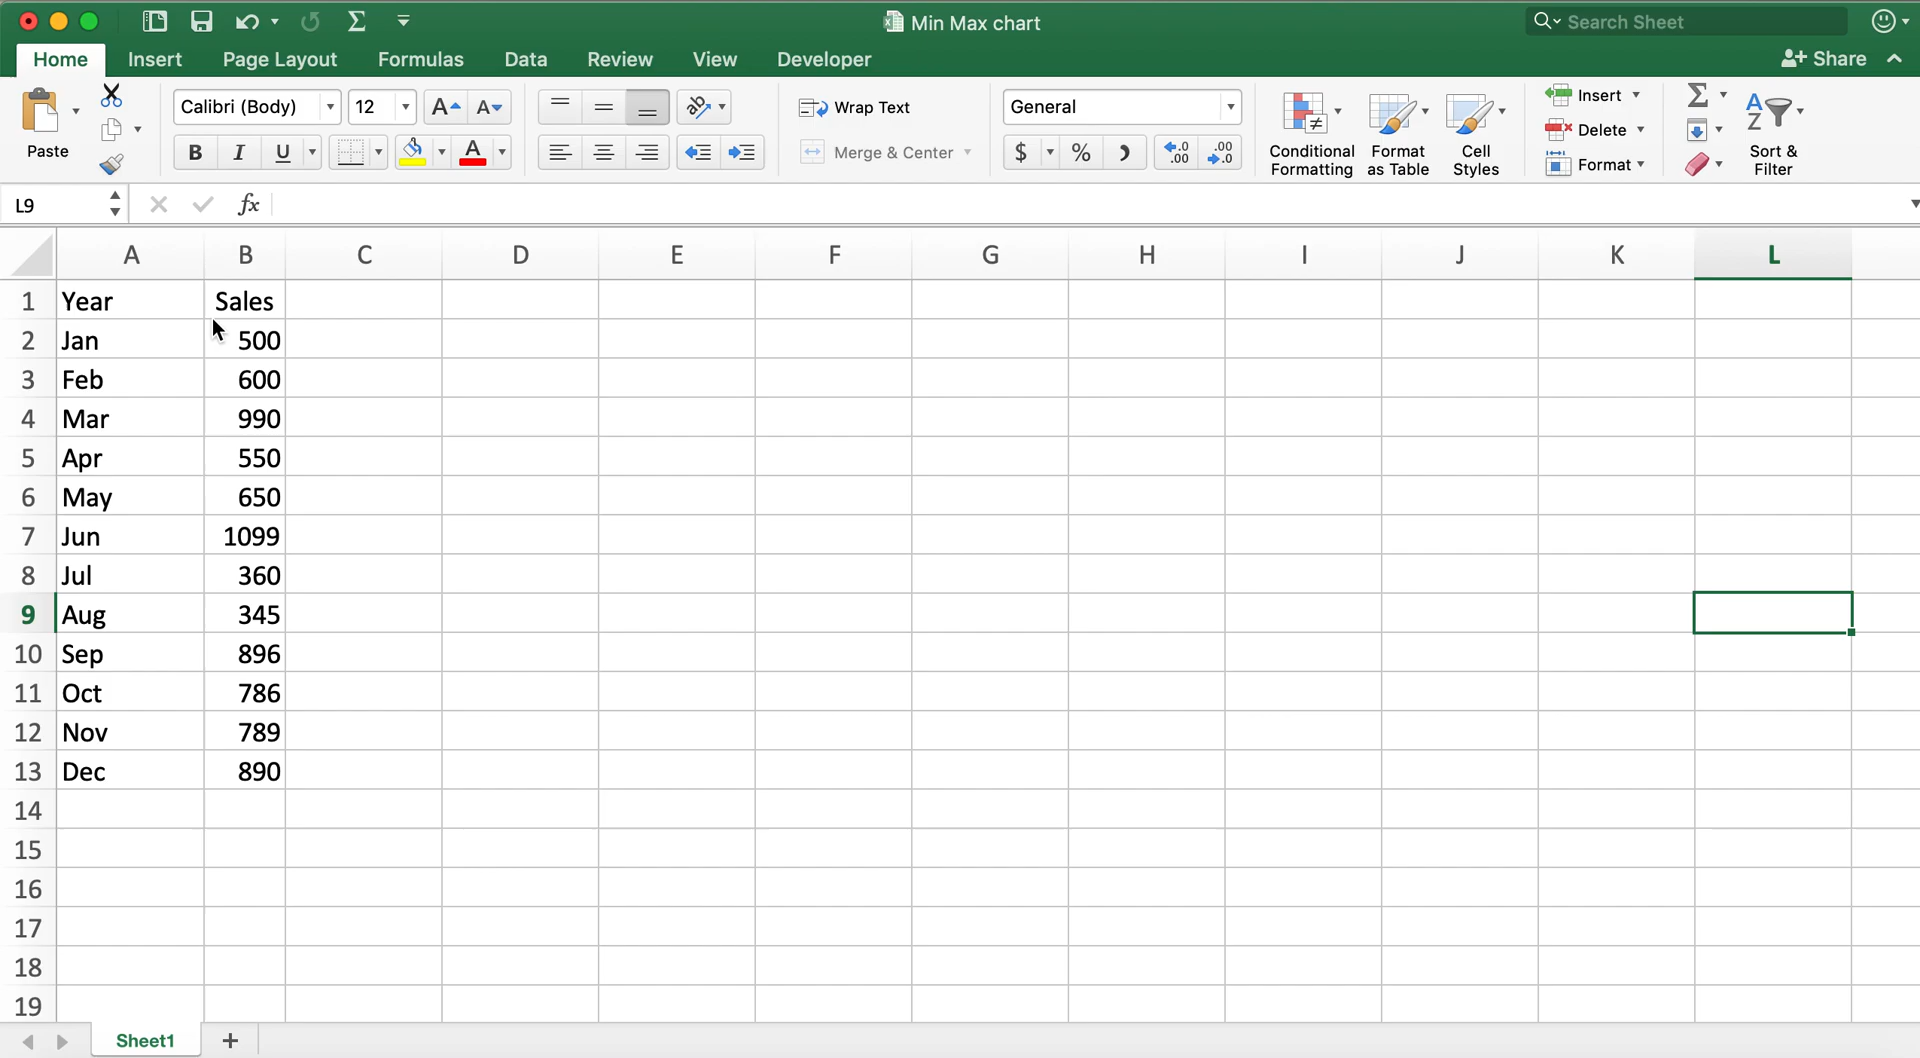 Min Max chart
Search Sheet
Home Insert Page Layout Formulas Data Review View Developer
Share
Paste
Calibri (Body) 12
Wrap Text
Merge & Center
General
Conditional Formatting
Format as Table
Cell Styles
Insert
Delete
Format
Sort & Filter
L9
fx
A B C D E F G H I J K L
1 Year Sales
2 Jan 500
3 Feb 600
4 Mar 990
5 Apr 550
6 May 650
7 Jun 1099
8 Jul 360
9 Aug 345
10 Sep 896
11 Oct 786
12 Nov 789
13 Dec 890
14
15
16
17
18
19
Sheet1